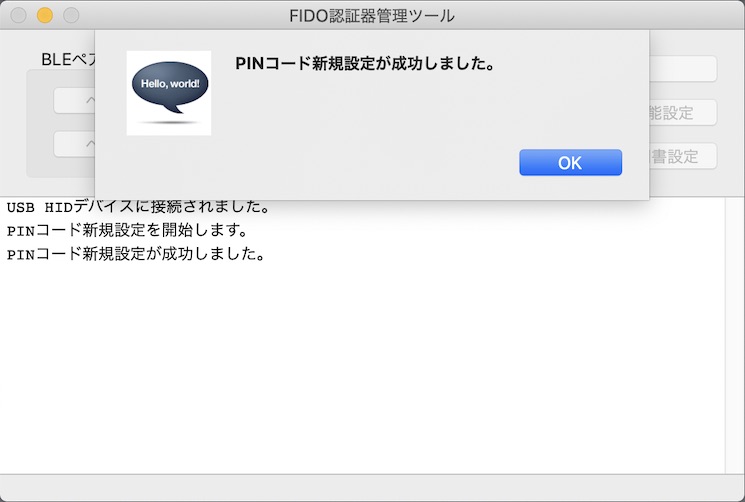 FIDO認証器管理ツール
BLEペア
PINコード新規設定が成功しました。
Hello, world!
能設定
書設定
OK
USB HIDデバイスに接続されました。
PINコード新規設定を開始します。
PINコード新規設定が成功しました。